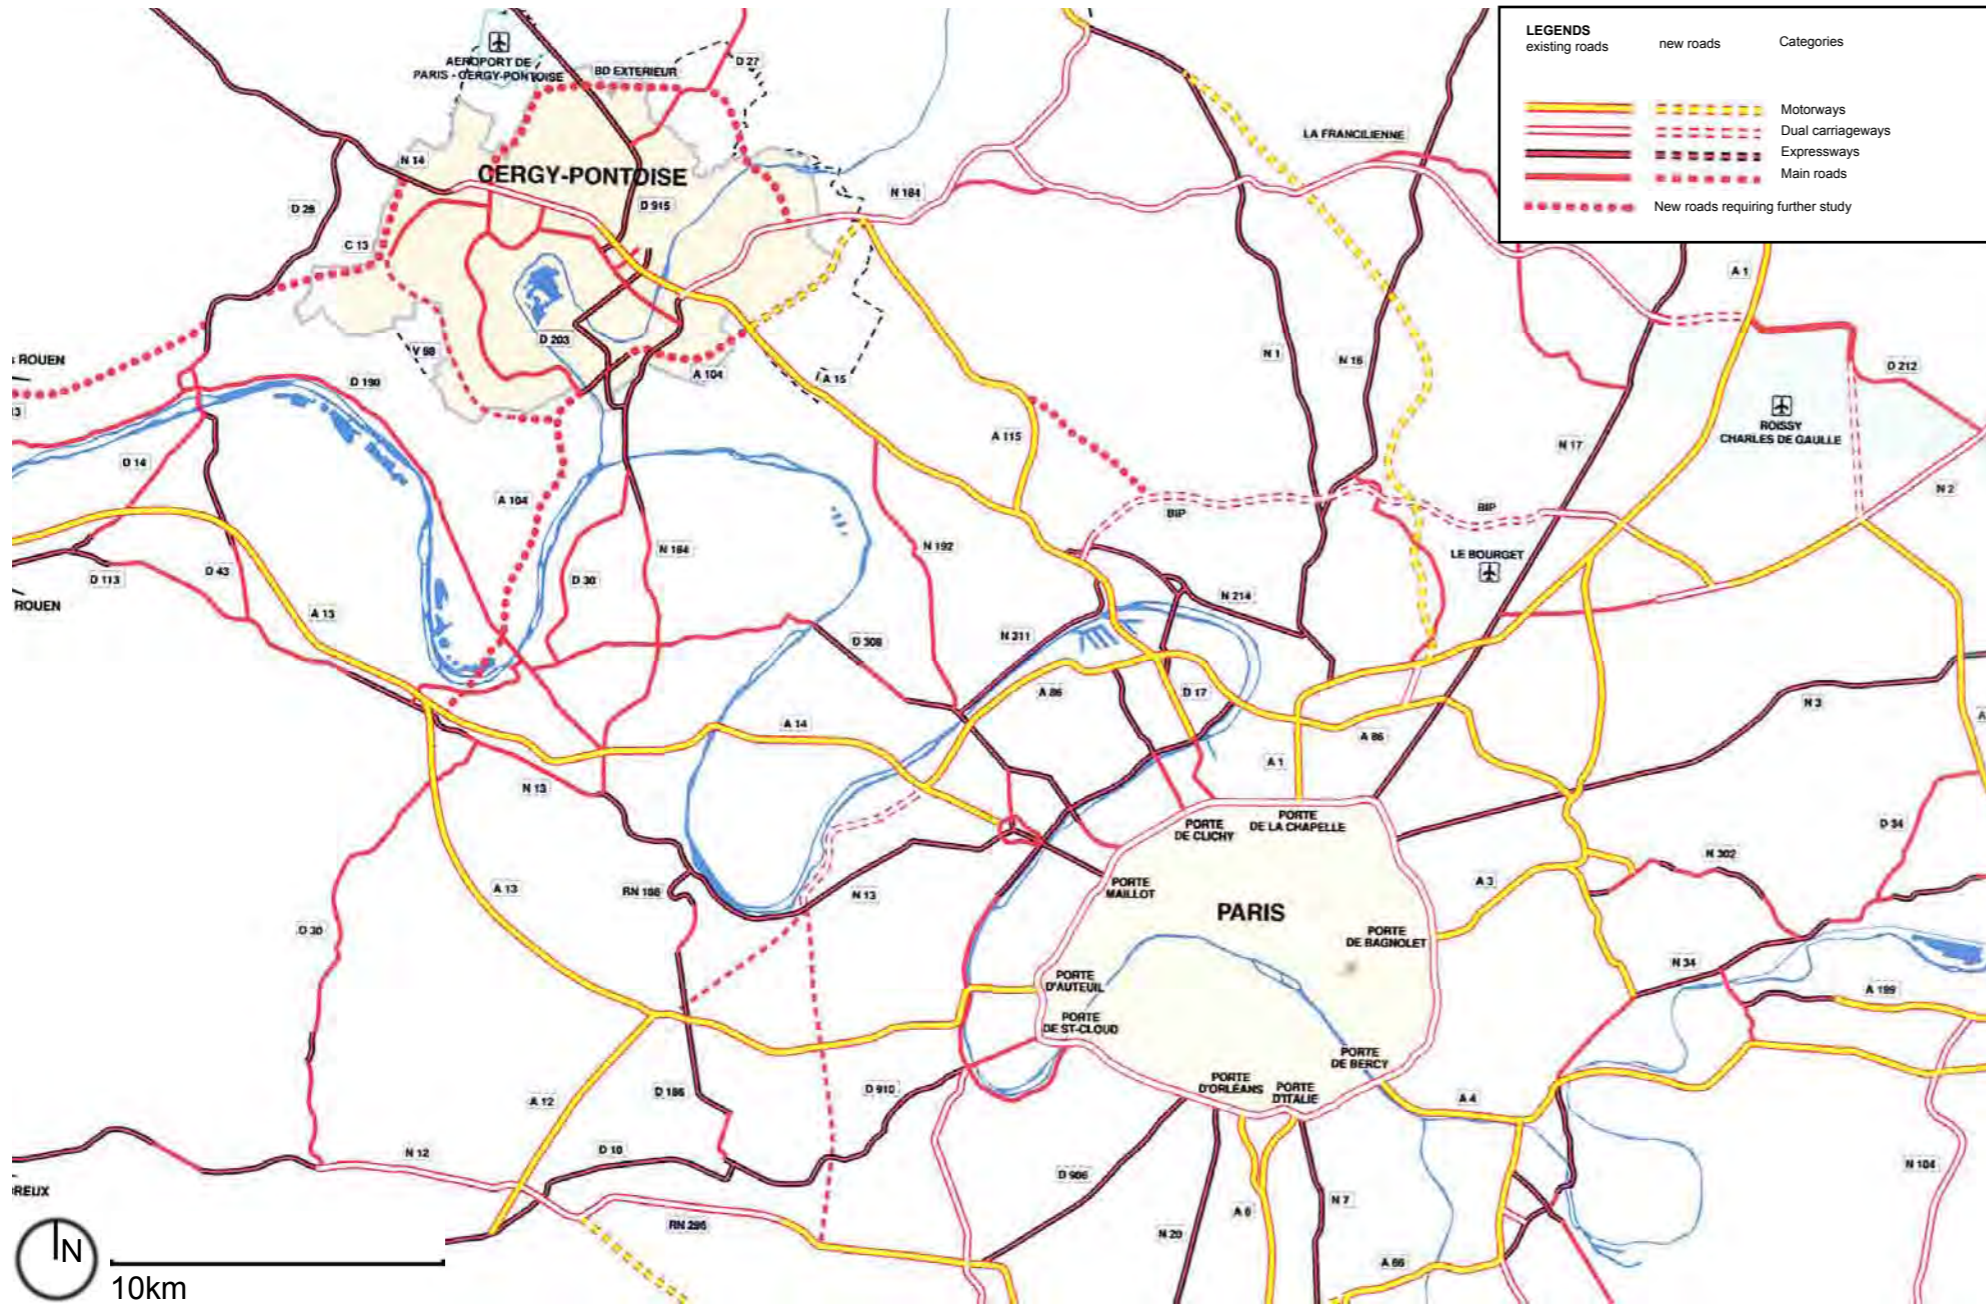 LEGENDS
existing roads
new roads
Categories
Motorways
Dual carriageways
Expressways
Main roads
New roads requiring further study
AEROPORT DE
PARIS - CERGY-PONTOISE
BD EXTERIEUR
D 27
LA FRANCILIENNE
N 14
CERGY-PONTOISE
N 184
D 28
D 915
C 13
A 1
D 203
N 1
N 16
ROUEN
V 88
A 104
A 15
D 190
D 212
13
A 115
ROISSY
CHARLES DE GAULLE
N 17
D 14
A 104
N 2
BIP
BIP
N 184
N 192
LE BOURGET
D 113
D 43
D 30
N 214
ROUEN
A 13
D 308
N 311
A 86
D 17
N 3
A 14
A
A 86
A 1
N 13
PORTE
DE CLICHY
PORTE
DE LA CHAPELLE
D 34
N 302
A 13
RN 186
N 13
PORTE
MAILLOT
A 3
PARIS
D 30
PORTE
DE BAGNOLET
N 34
PORTE
D'AUTEUIL
A 199
PORTE
DE ST-CLOUD
PORTE
DE BERCY
D 186
D 910
PORTE
D'ORLÉANS
PORTE
D'ITALIE
A 12
A 4
N 12
D 10
D 906
N 104
REUX
N 7
A 6
RN 286
N 20
A 86
N
10km